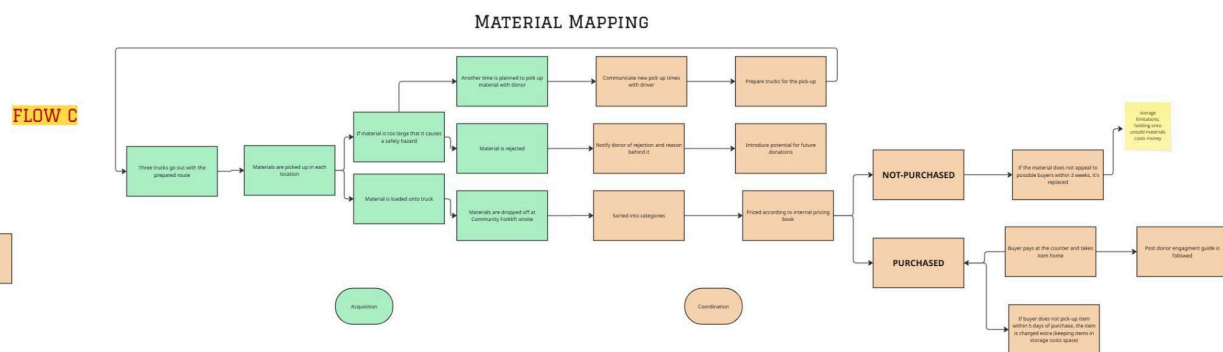 MATERIAL MAPPING
FLOW C
Three trucks go out with the
prepared route
Materials are picked up in each
location
If material is too large that it causes
a safety hazard
Material is loaded onto truck
Another time is planned to pick up
material with donor
Communicate new pick up times
with driver
Prepare trucks for the pick-up
Material is rejected
Notify donor of rejection and reason
behind it
Introduce potential for future
donations
Materials are dropped off at
Community Forklift onsite
Sorted into categories
Priced according to internal pricing
book
NOT-PURCHASED
If the material does not appeal to
possible buyers within 3 weeks, it's
replaced
storage
limitations;
holding onto
unsold materials
costs money
PURCHASED
Buyer pays at the counter and takes
item home
Post donor engagment guide is
followed
If buyer does not pick-up item
within 5 days of purchase, the item
is charged extra (keeping items in
storage costs space)
Acquisition
Coordination